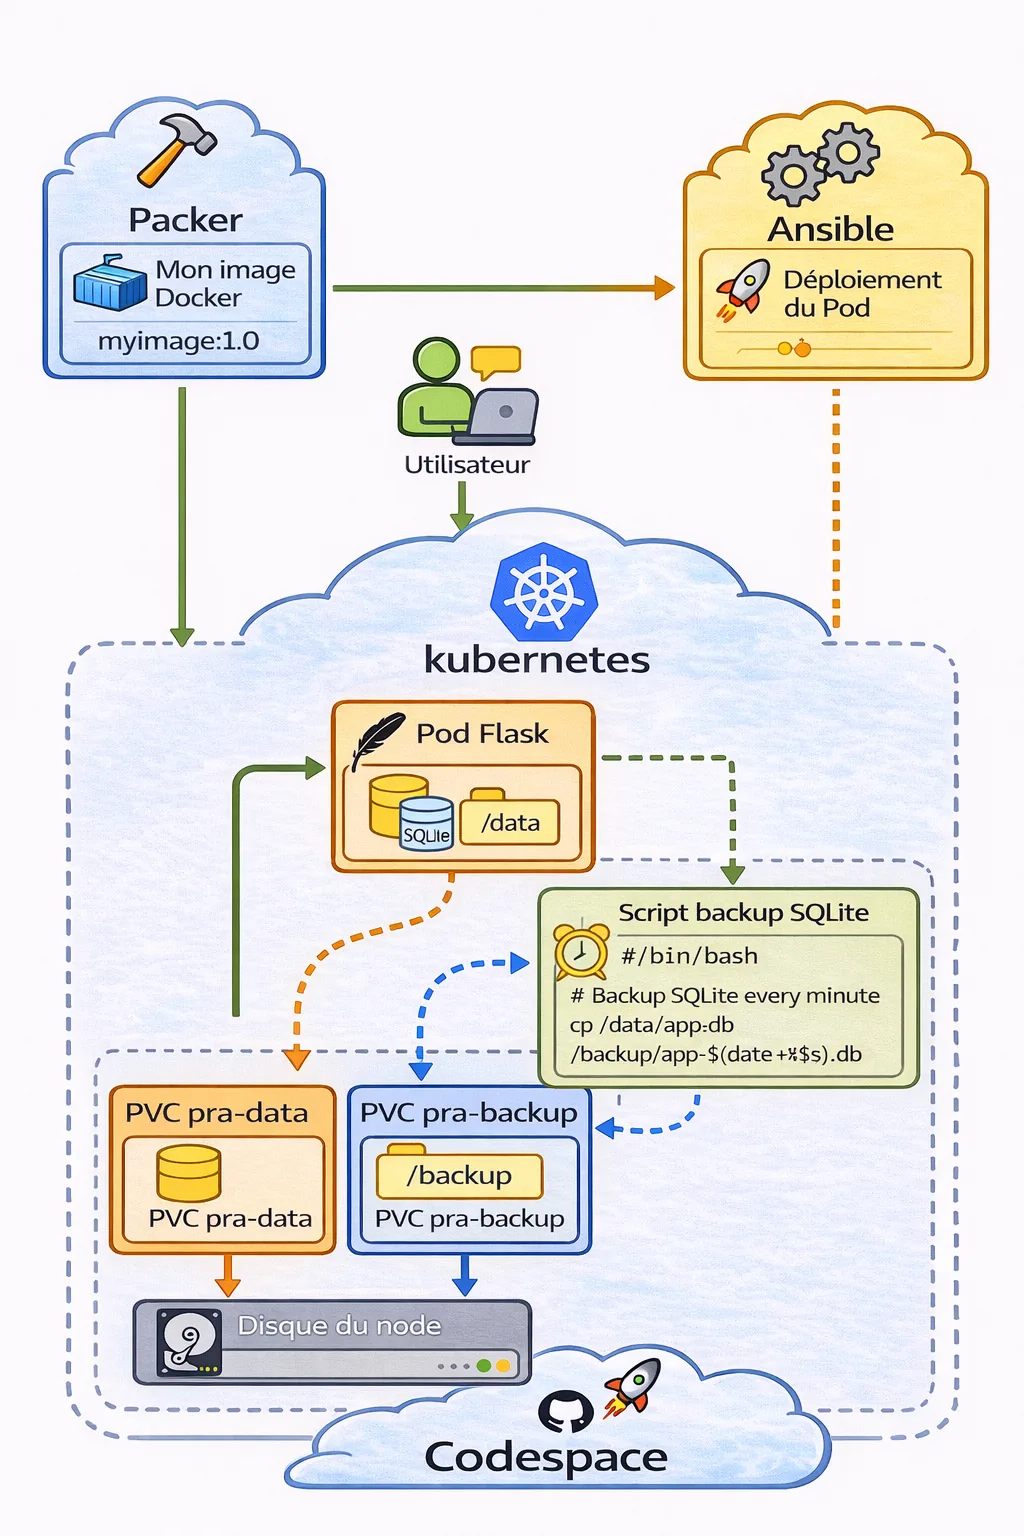 Packer
Mon image
Docker
myimage:1.0
Ansible
Déploiement
du Pod
Utilisateur
kubernetes
Pod Flask
SQLite
/data
Script backup SQLite
#/bin/bash
# Backup SQLite every minute
cp /data/app.db
/backup/app-$(date +%$s).db
PVC pra-data
PVC pra-data
PVC pra-backup
/backup
PVC pra-backup
Disque du node
Codespace